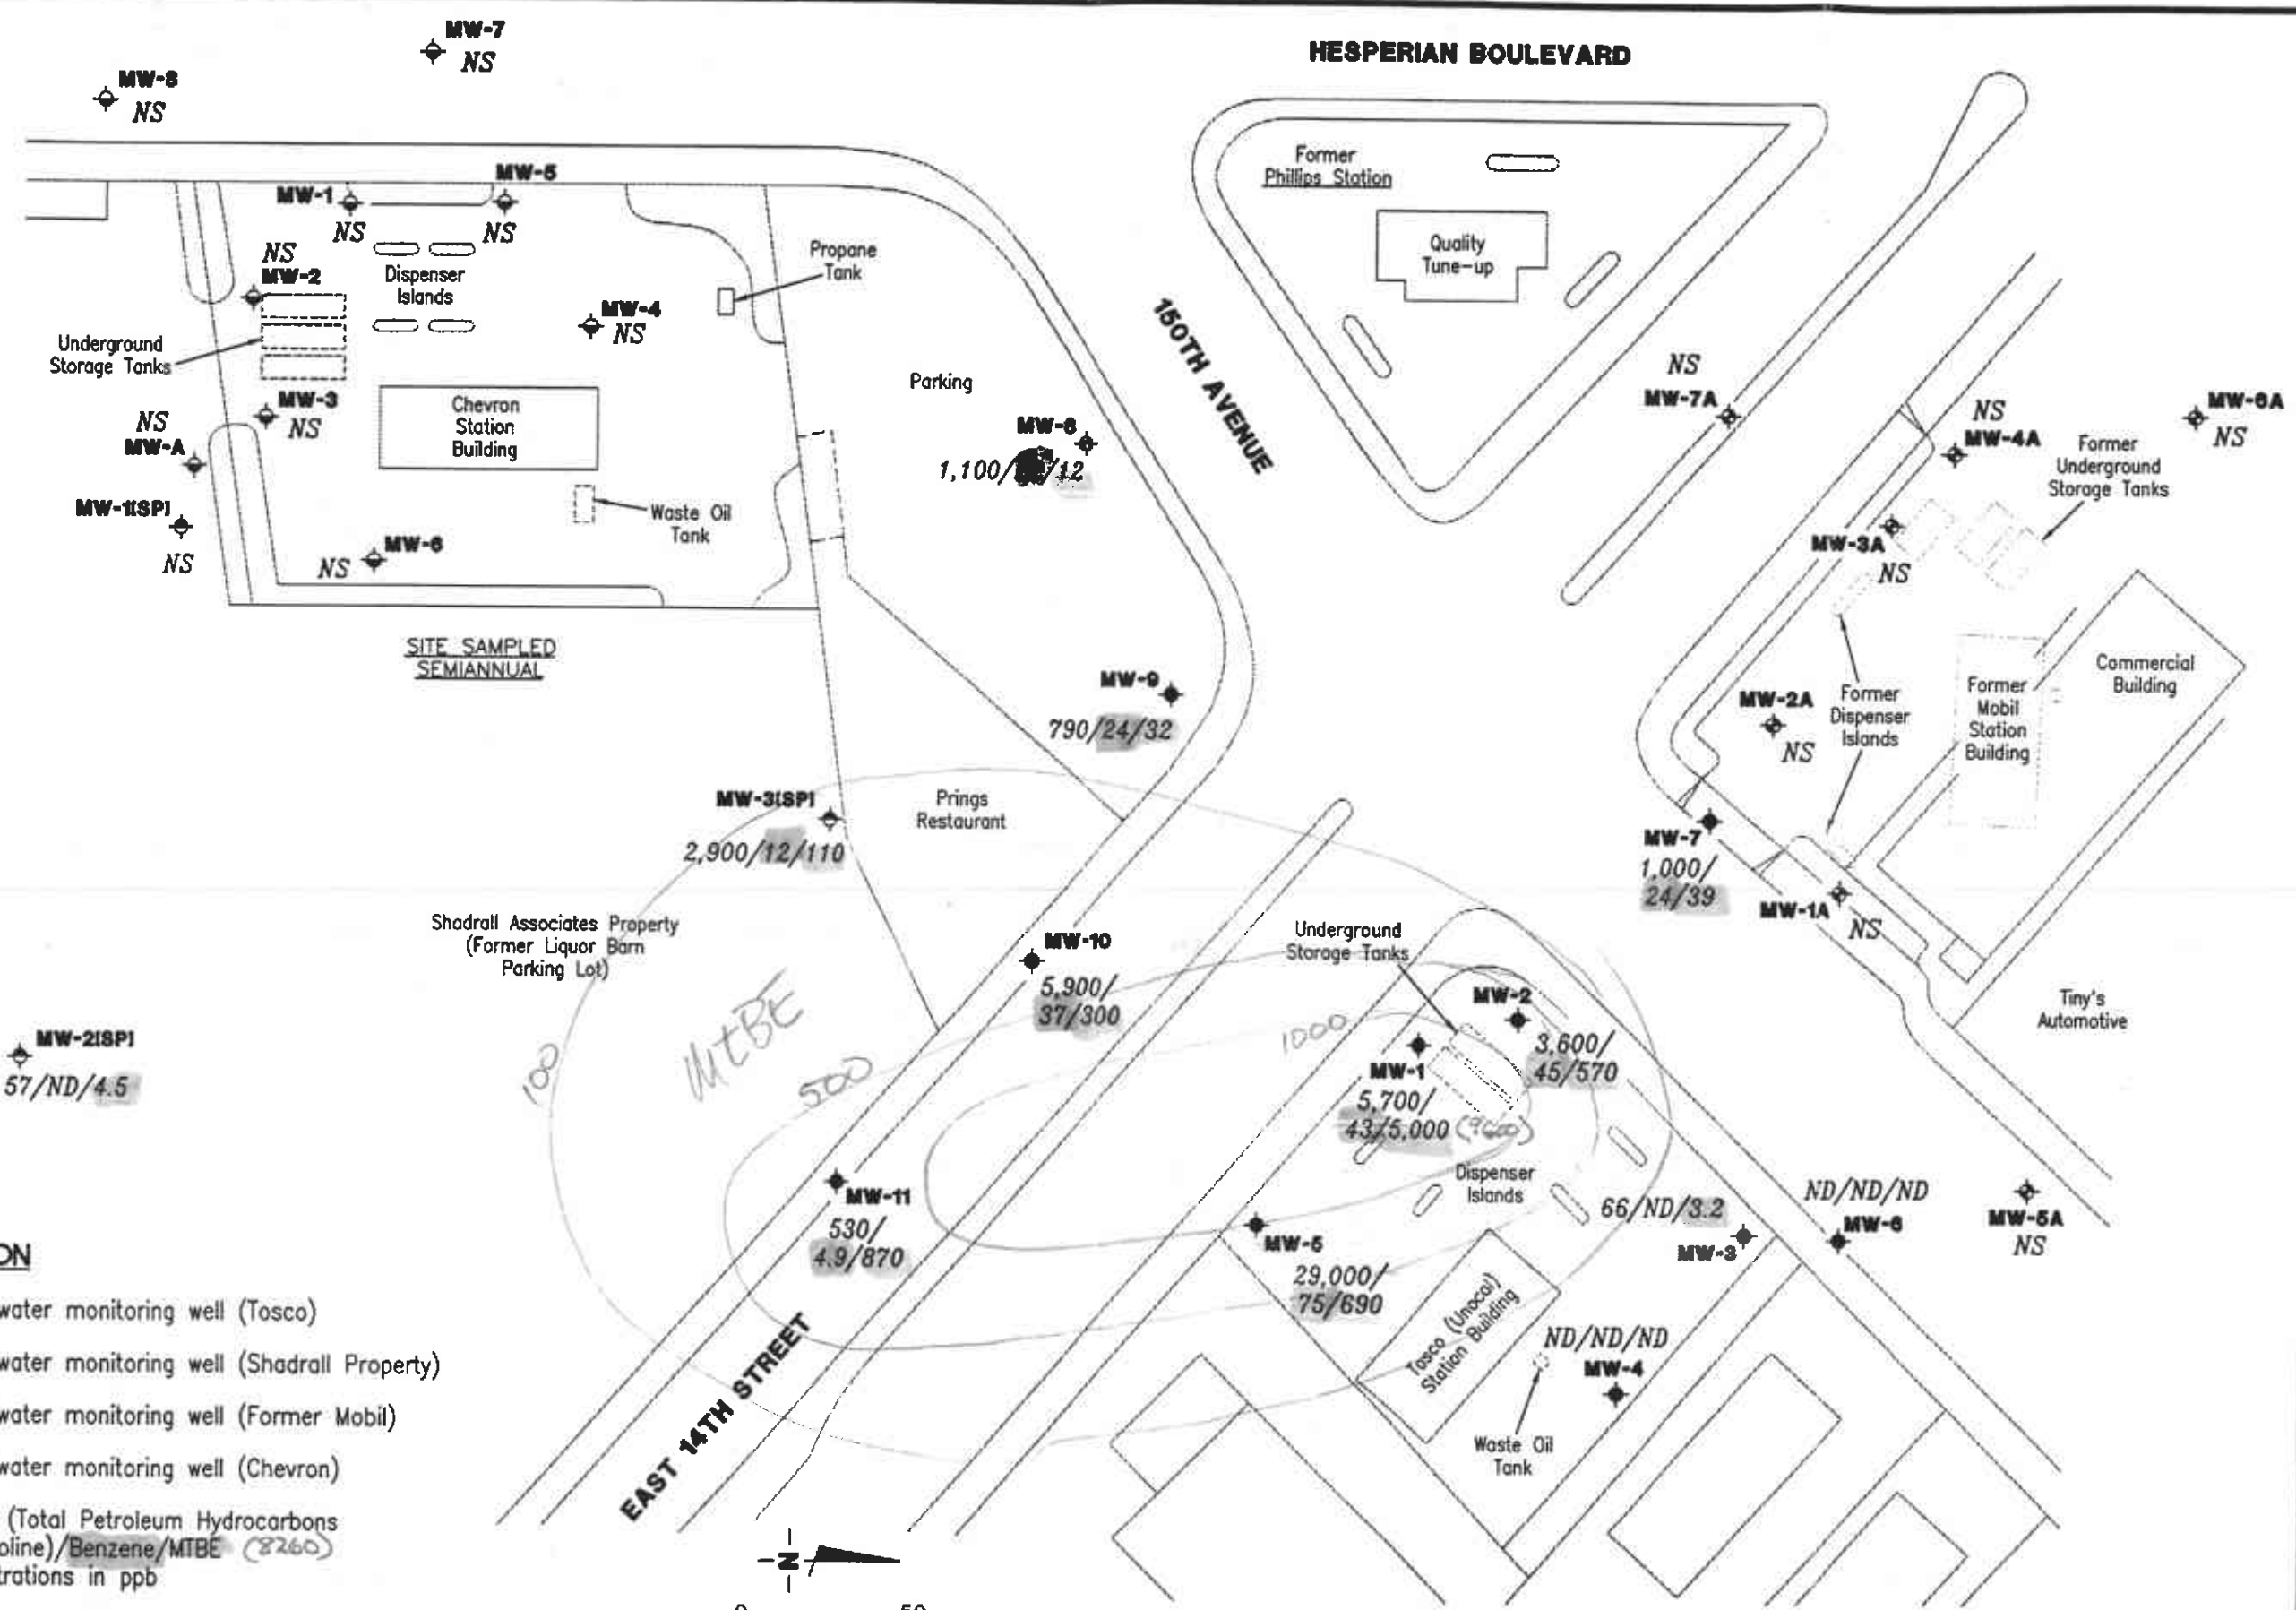 HESPERIAN BOULEVARD
MW-7
NS
MW-8
NS
MW-1
NS
MW-5
NS
NS
MW-2
Dispenser
Islands
Propane
Tank
MW-4
NS
Underground
Storage Tanks
MW-3
NS
NS
MW-A
Chevron
Station
Building
MW-1[SP]
NS
Waste Oil
Tank
MW-6
NS
SITE SAMPLED
SEMIANNUAL
Parking
MW-8
1,100/
/12
150TH AVENUE
Former
Phillips Station
Quality
Tune-up
NS
MW-7A
NS
MW-4A
MW-6A
NS
Former
Underground
Storage Tanks
MW-3A
NS
Commercial
Building
MW-2A
NS
Former
Dispenser
Islands
Former
Mobil
Station
Building
MW-9
790/24/32
MW-3[SP]
2,900/12/110
Prings
Restaurant
MW-7
1,000/
24/39
MW-1A
NS
Shadrall Associates Property
(Former Liquor Barn
Parking Lot)
MW-10
5,900/
37/300
Underground
Storage Tanks
MW-2
3,600/
45/570
Tiny's
Automotive
MW-2[SP]
57/ND/4.5
100
MtBE
500
1000
MW-1
5,700/
43/5,000 (9600)
Dispenser
Islands
MW-11
530/
4.9/870
MW-5
29,000/
75/690
66/ND/3.2
MW-3
ND/ND/ND
MW-6
MW-5A
NS
Tosco (Unocal)
Station Building
ND/ND/ND
MW-4
Waste Oil
Tank
EAST 14TH STREET
ON
water monitoring well (Tosco)
water monitoring well (Shadrall Property)
water monitoring well (Former Mobil)
water monitoring well (Chevron)
(Total Petroleum Hydrocarbons
oline)/Benzene/MTBE (8260)
trations in ppb
N
0 50